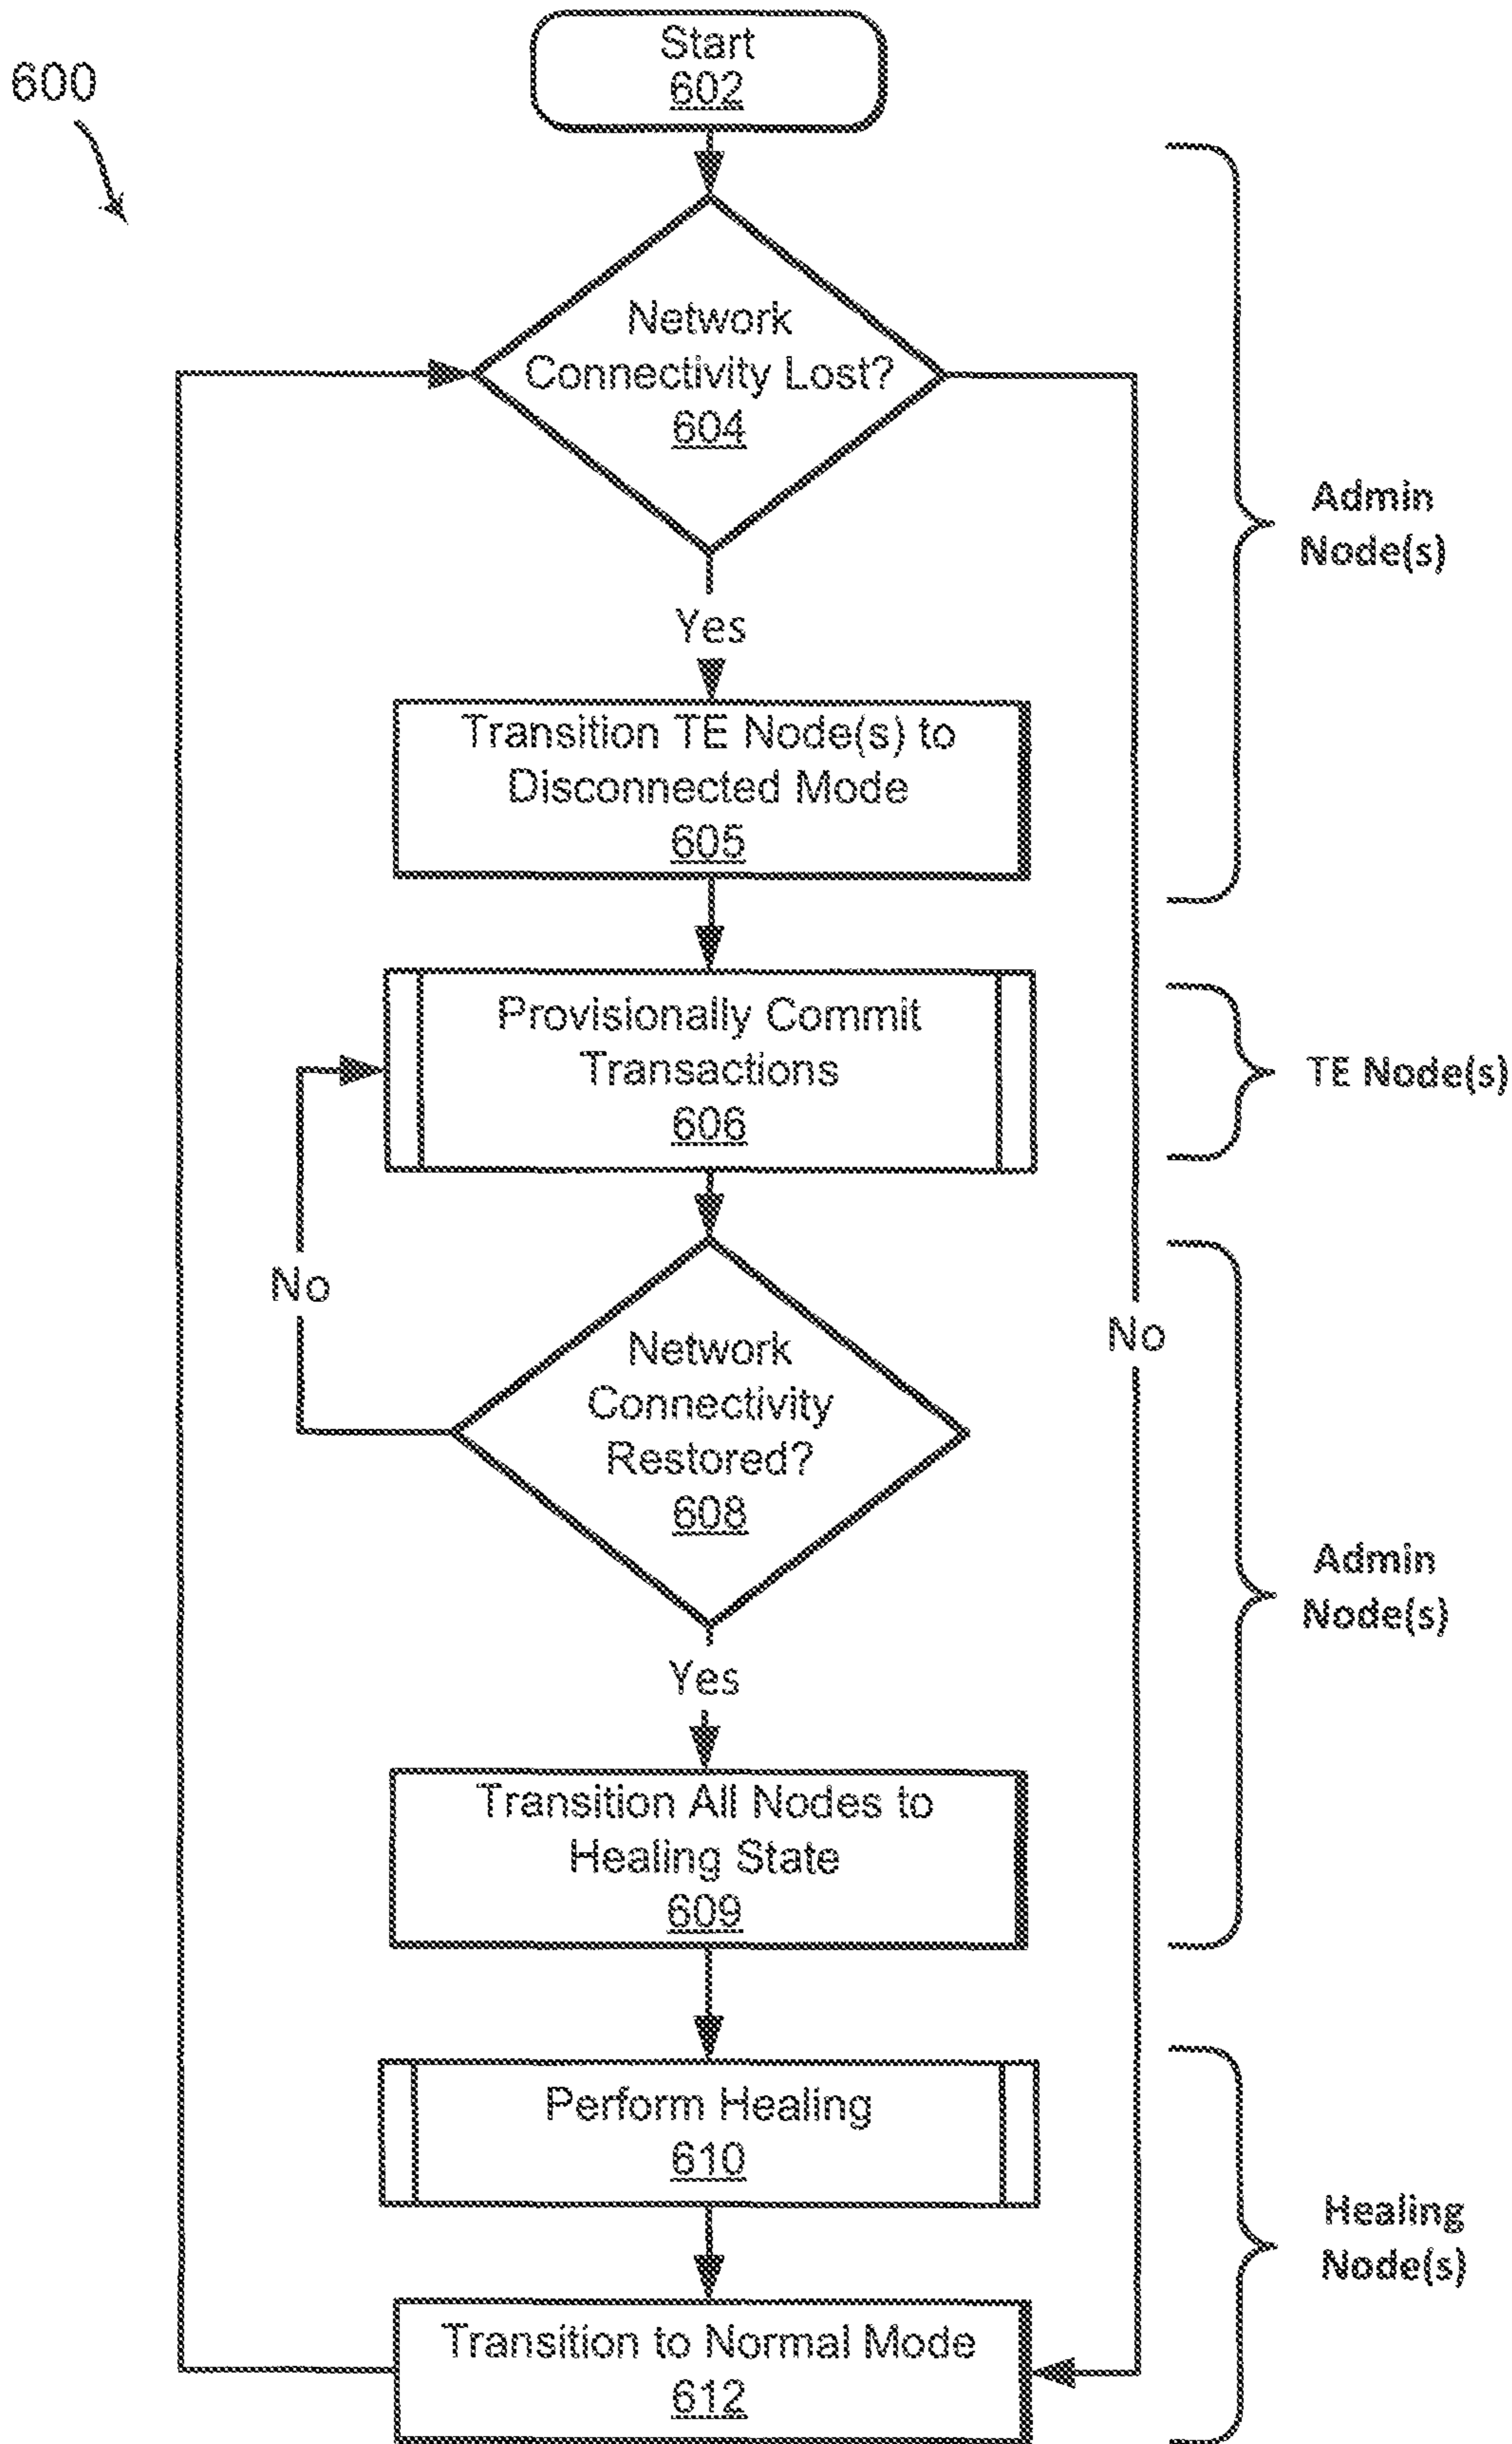 600
Start
602
Network
Connectivity Lost?
604
Admin
Node(s)
Yes
Transition TE Node(s) to
Disconnected Mode
605
Provisionally Commit
Transactions
606
TE Node(s)
No
Network
Connectivity
Restored?
608
No
Admin
Node(s)
Yes
Transition All Nodes to
Healing State
609
Perform Healing
610
Healing
Node(s)
Transition to Normal Mode
612